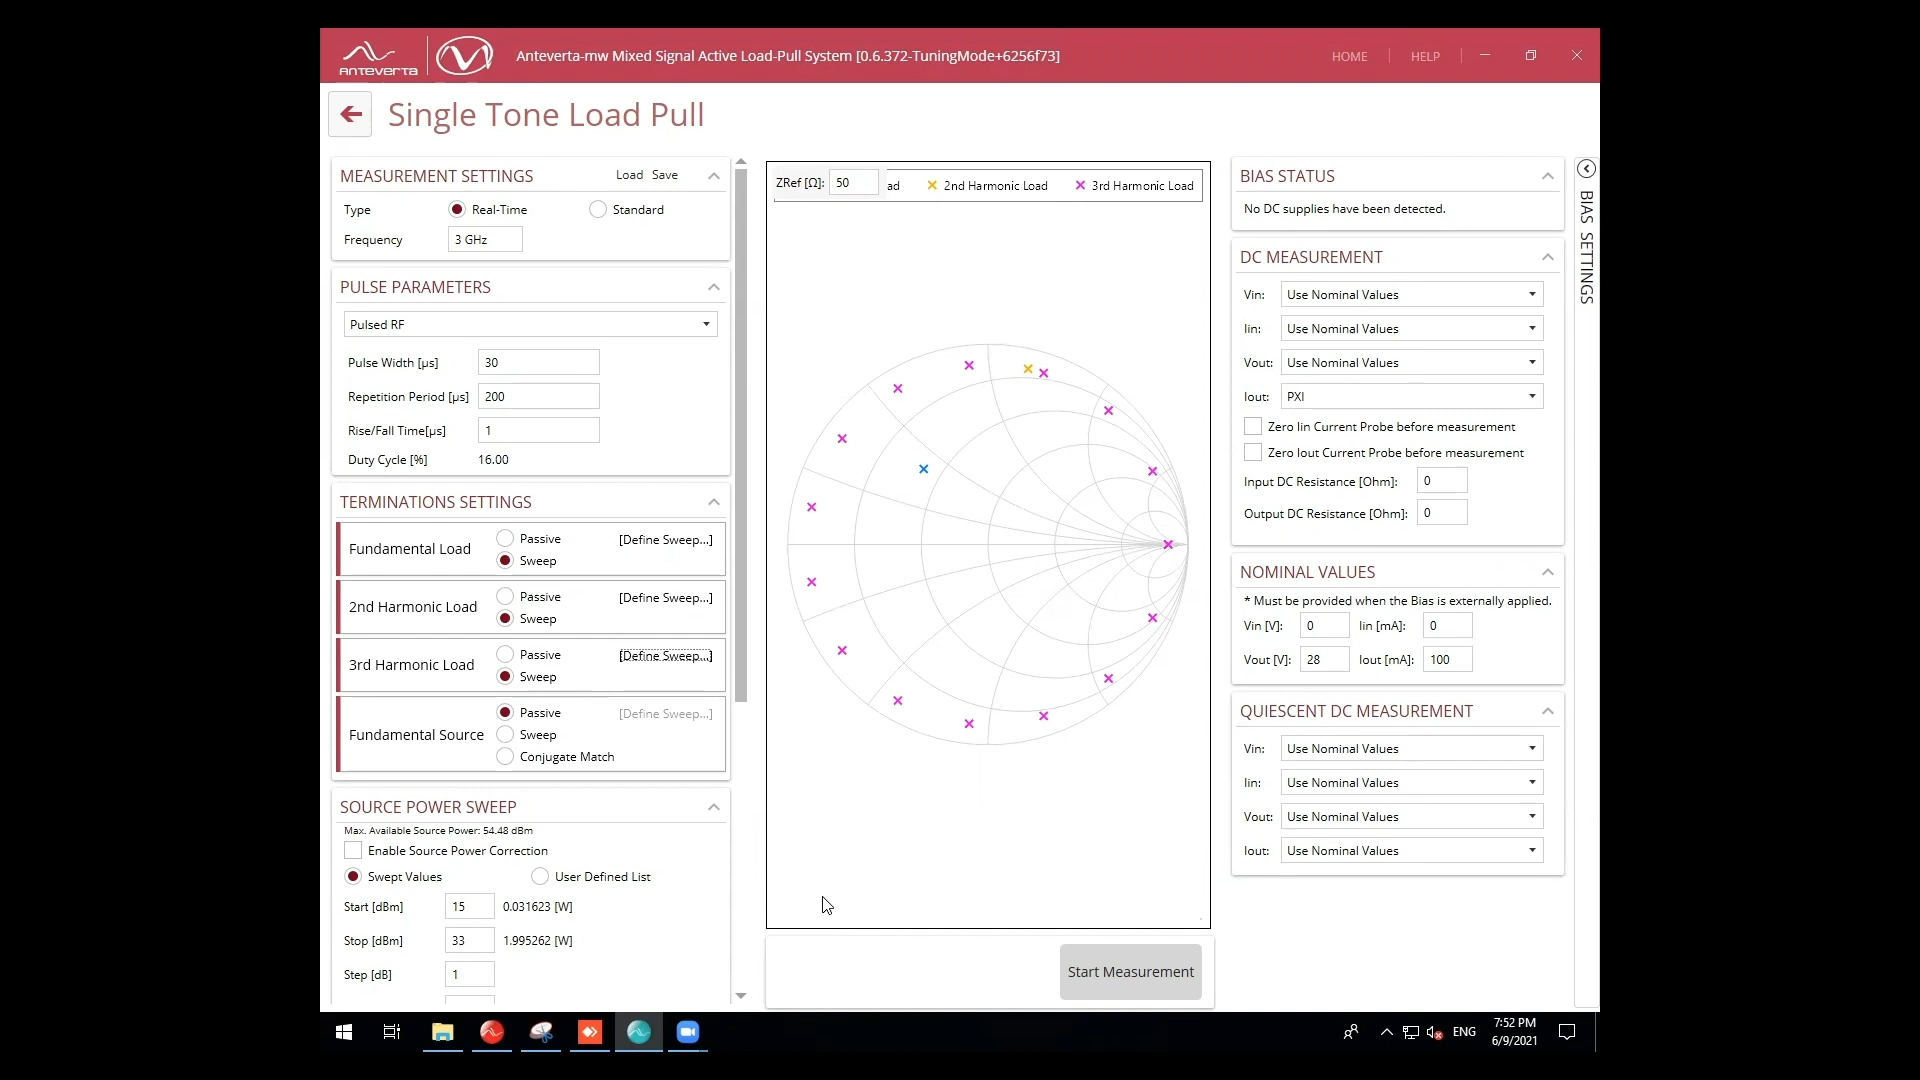 ANTEVERTA
Anteverta-mw Mixed Signal Active Load-Pull System [0.6.372-TuningMode+6256f73]
HOME
HELP
Single Tone Load Pull
MEASUREMENT SETTINGS
Load Save
Type
Real-Time
Standard
Frequency
3 GHz
PULSE PARAMETERS
Pulsed RF
Pulse Width [µs]
30
Repetition Period [µs]
200
Rise/Fall Time[µs]
1
Duty Cycle [%]
16.00
TERMINATIONS SETTINGS
Fundamental Load
Passive
[Define Sweep...]
Sweep
2nd Harmonic Load
Passive
[Define Sweep...]
Sweep
3rd Harmonic Load
Passive
[Define Sweep...]
Sweep
Fundamental Source
Passive
[Define Sweep...]
Sweep
Conjugate Match
SOURCE POWER SWEEP
Max. Available Source Power: 54.48 dBm
Enable Source Power Correction
Swept Values
User Defined List
Start [dBm]
15
0.031623 [W]
Stop [dBm]
33
1.995262 [W]
Step [dB]
1
ZRef [Ω]:
50
ad
2nd Harmonic Load
3rd Harmonic Load
Start Measurement
BIAS STATUS
No DC supplies have been detected.
DC MEASUREMENT
Vin:
Use Nominal Values
Iin:
Use Nominal Values
Vout:
Use Nominal Values
Iout:
PXI
Zero Iin Current Probe before measurement
Zero Iout Current Probe before measurement
Input DC Resistance [Ohm]:
0
Output DC Resistance [Ohm]:
0
NOMINAL VALUES
* Must be provided when the Bias is externally applied.
Vin [V]:
0
Iin [mA]:
0
Vout [V]:
28
Iout [mA]:
100
QUIESCENT DC MEASUREMENT
Vin:
Use Nominal Values
Iin:
Use Nominal Values
Vout:
Use Nominal Values
Iout:
Use Nominal Values
BIAS SETTINGS
ENG
7:52 PM
6/9/2021